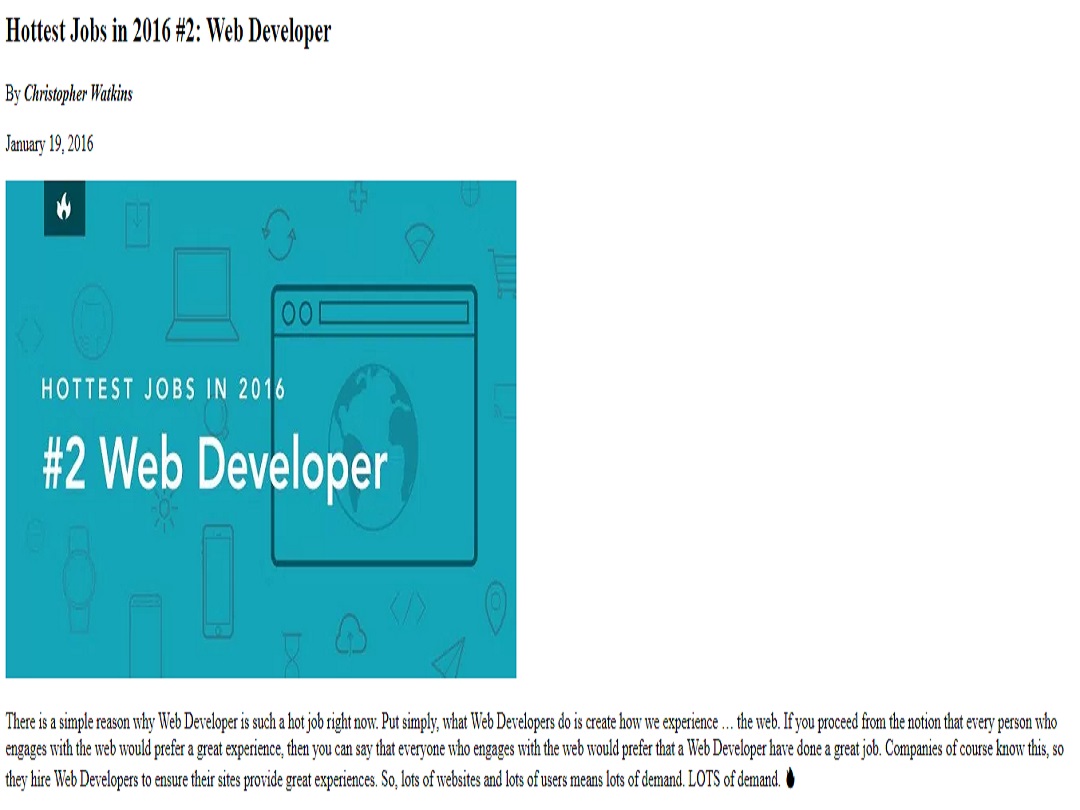 Hottest Jobs in 2016 #2: Web Developer
By Christopher Watkins
January 19, 2016
HOTTEST JOBS IN 2016
#2 Web Developer
There is a simple reason why Web Developer is such a hot job right now. Put simply, what Web Developers do is create how we experience … the web. If you proceed from the notion that every person who
engages with the web would prefer a great experience, then you can say that everyone who engages with the web would prefer that a Web Developer have done a great job. Companies of course know this, so
they hire Web Developers to ensure their sites provide great experiences. So, lots of websites and lots of users means lots of demand. LOTS of demand.